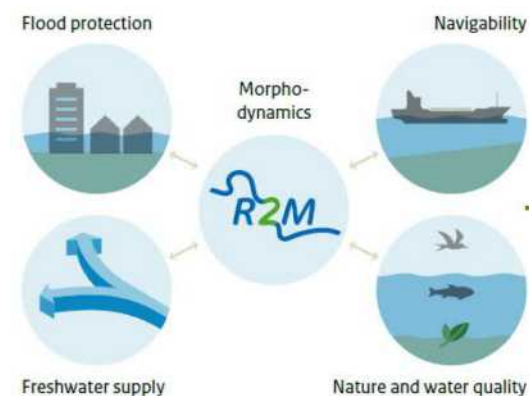 Flood protection
Navigability
Morpho-
dynamics
R2M
Freshwater supply
Nature and water quality